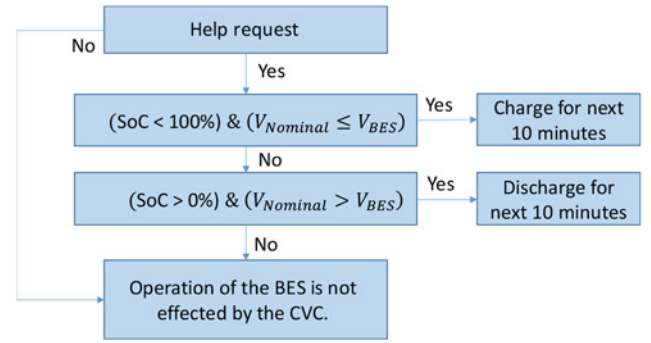 Help request
No
Yes
(SoC < 100%) & (V_Nominal ≤ V_BES)
Yes
Charge for next
10 minutes
No
(SoC > 0%) & (V_Nominal > V_BES)
Yes
Discharge for
next 10 minutes
No
Operation of the BES is not
effected by the CVC.